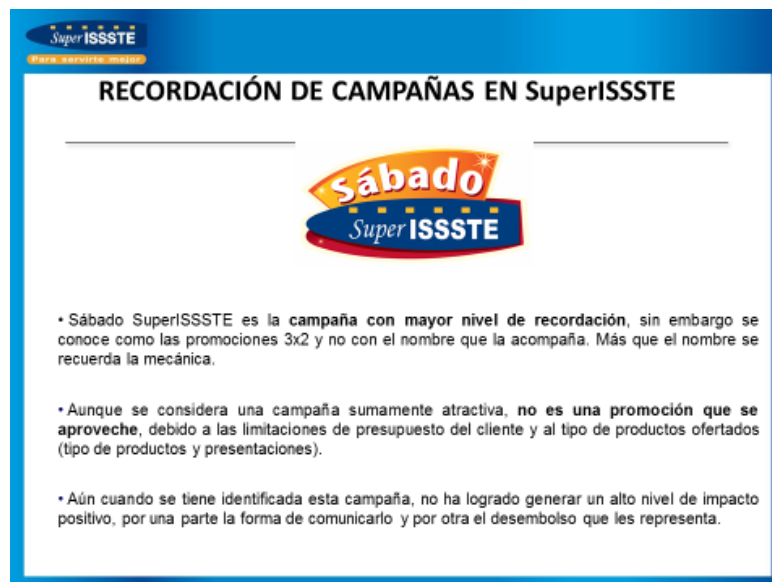 Super ISSSTE
Para servirte mejor
RECORDACIÓN DE CAMPAÑAS EN SuperISSSTE
Sábado
Super ISSSTE
• Sábado SuperISSSTE es la campaña con mayor nivel de recordación, sin embargo se
conoce como las promociones 3x2 y no con el nombre que la acompaña. Más que el nombre se
recuerda la mecánica.
• Aunque se considera una campaña sumamente atractiva, no es una promoción que se
aproveche, debido a las limitaciones de presupuesto del cliente y al tipo de productos ofertados
(tipo de productos y presentaciones).
• Aún cuando se tiene identificada esta campaña, no ha logrado generar un alto nivel de impacto
positivo, por una parte la forma de comunicarlo y por otra el desembolso que les representa.